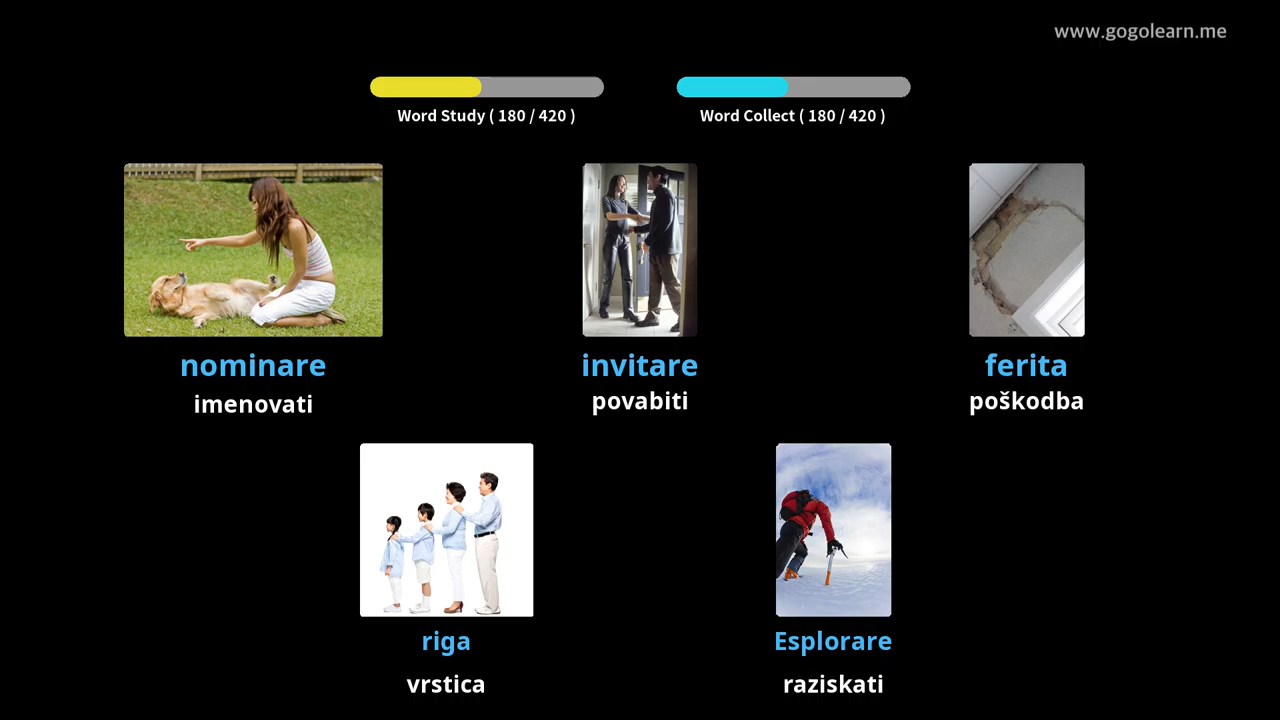 www.gogolearn.me
Word Study ( 180 / 420 )
Word Collect ( 180 / 420 )
nominare
imenovati
invitare
povabiti
ferita
poškodba
riga
vrstica
Esplorare
raziskati